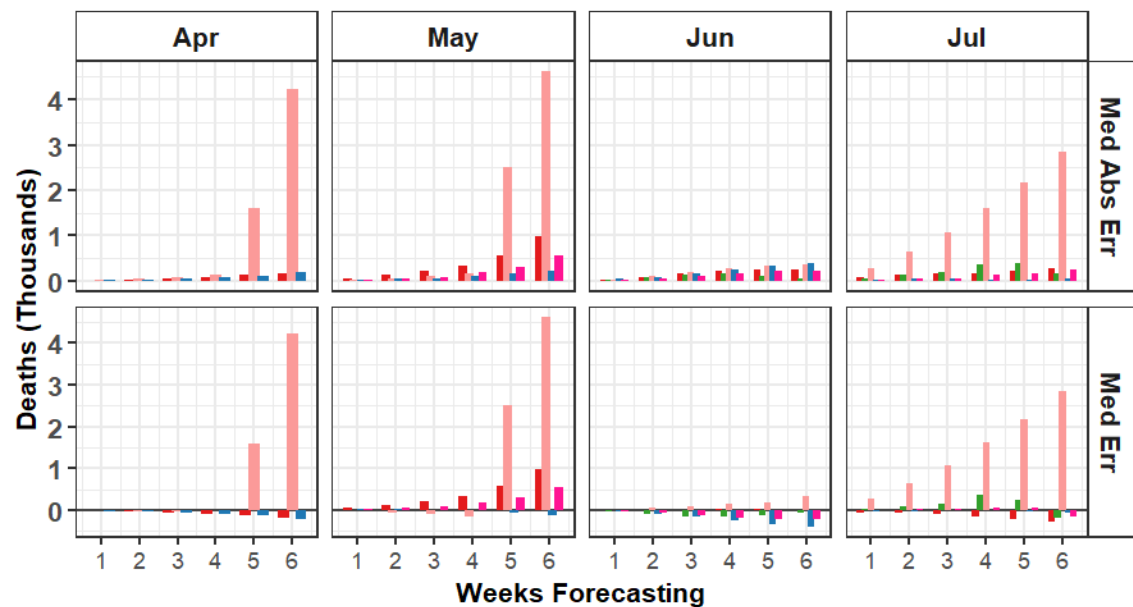 Apr May Jun Jul
Deaths (Thousands)
4
3
2
1
0
Med Abs Err
4
3
2
1
0
Med Err
1 2 3 4 5 6 1 2 3 4 5 6 1 2 3 4 5 6 1 2 3 4 5 6
Weeks Forecasting